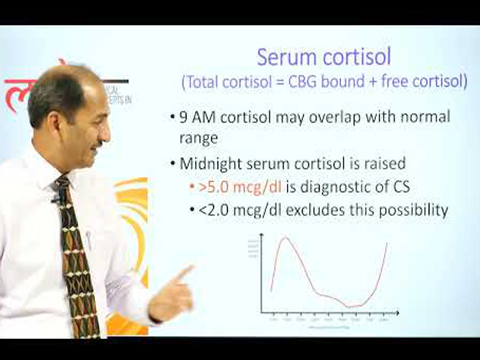 Serum cortisol
(Total cortisol = CBG bound + free cortisol)
• 9 AM cortisol may overlap with normal
range
• Midnight serum cortisol is raised
• >5.0 mcg/dl is diagnostic of CS
• <2.0 mcg/dl excludes this possibility